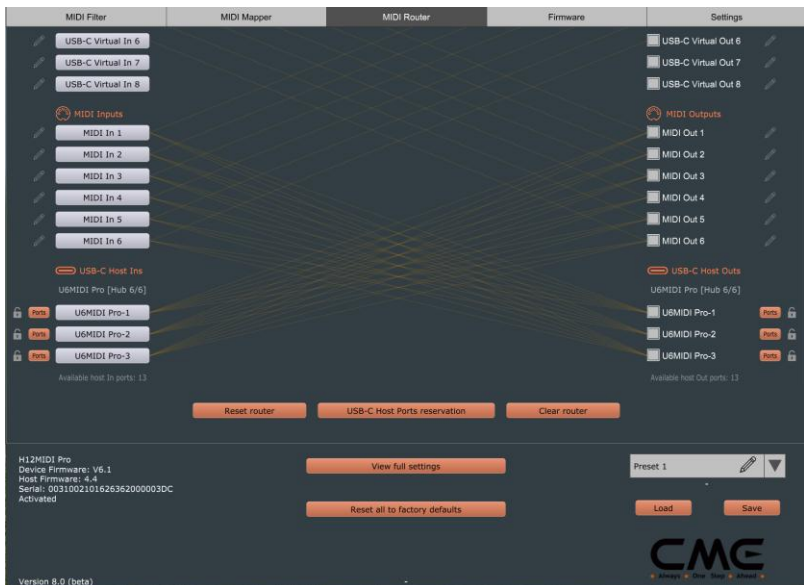 MIDI Filter MIDI Mapper MIDI Router Firmware Settings
USB-C Virtual In 6 USB-C Virtual Out 6
USB-C Virtual In 7 USB-C Virtual Out 7
USB-C Virtual In 8 USB-C Virtual Out 8
MIDI Inputs MIDI Outputs
MIDI In 1 MIDI Out 1
MIDI In 2 MIDI Out 2
MIDI In 3 MIDI Out 3
MIDI In 4 MIDI Out 4
MIDI In 5 MIDI Out 5
MIDI In 6 MIDI Out 6
USB-C Host Ins USB-C Host Outs
U6MIDI Pro [Hub 6/6] U6MIDI Pro [Hub 6/6]
Ports U6MIDI Pro-1 U6MIDI Pro-1 Ports
Ports U6MIDI Pro-2 U6MIDI Pro-2 Ports
Ports U6MIDI Pro-3 U6MIDI Pro-3 Ports
Available host In ports: 13 Available host Out ports: 13
Reset router USB-C Host Ports reservation Clear router
H12MIDI Pro
Device Firmware: V6.1
Host Firmware: 4.4
Serial: 0031002101626362000003DC
Activated
View full settings
Reset all to factory defaults
Preset 1
-
Load Save
CME
Always One Step Ahead
Version 8.0 (beta) -